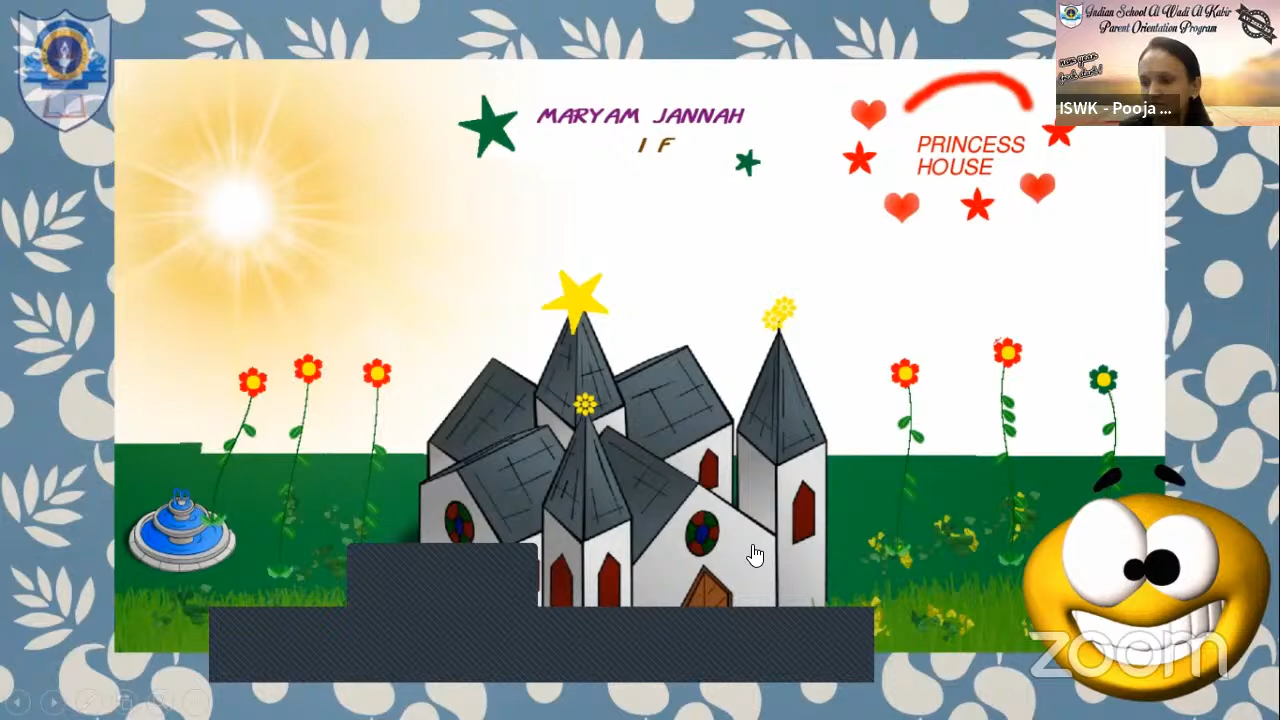 Indian School Al Wadi Al Kabir
Parent Orientation Program
ISWK - Pooja ...
MARYAM JANNAH
I F
PRINCESS
HOUSE
zoom